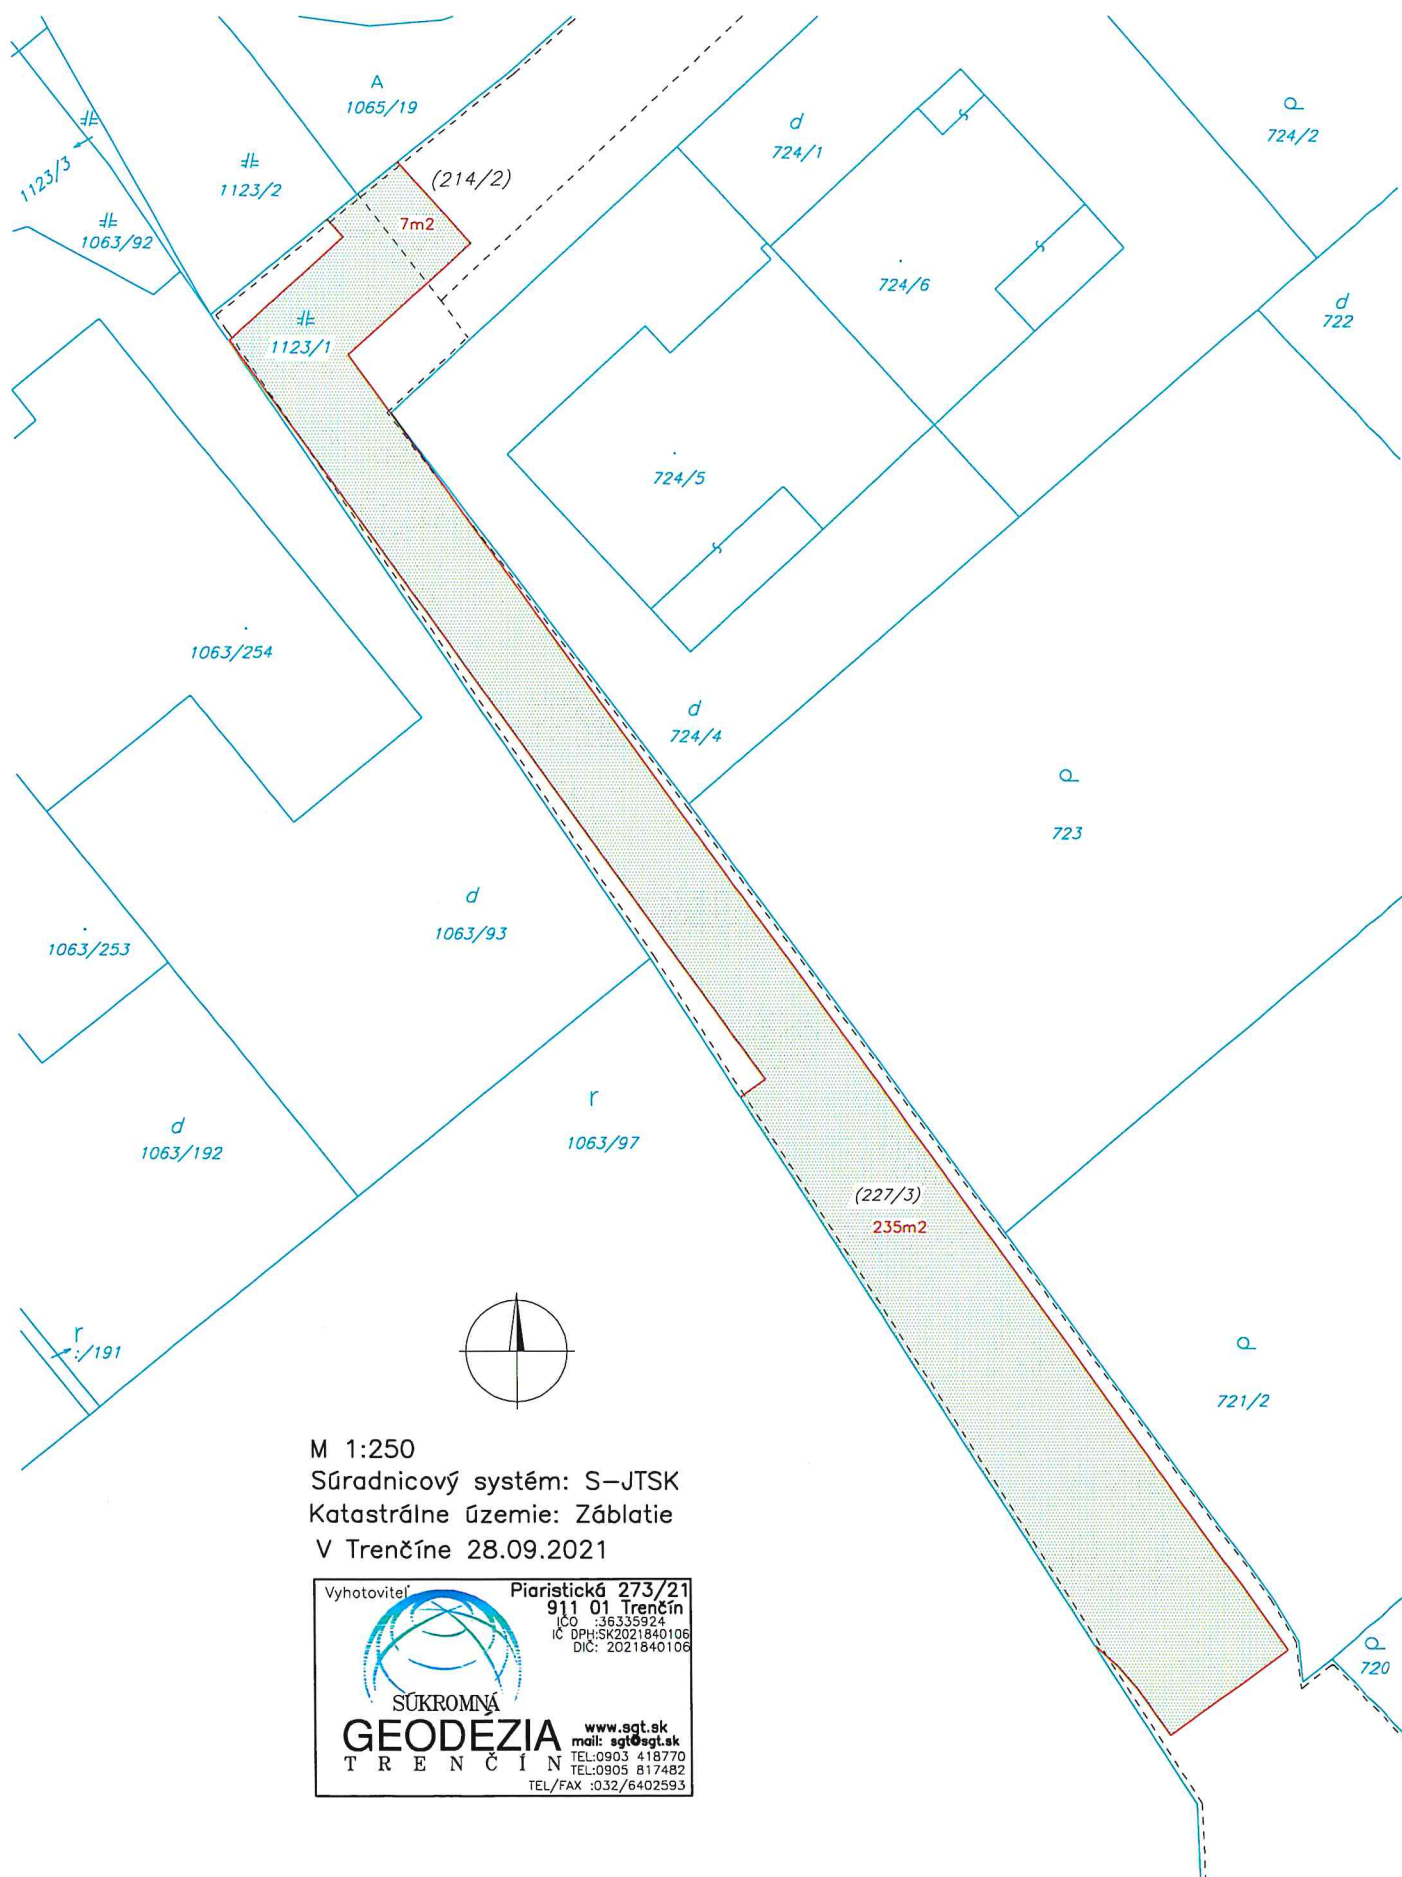 A
1065/19
1123/3
1123/2
1063/92
(214/2)
7m2
d
724/1
724/2
724/6
d
722
1123/1
724/5
1063/254
d
724/4
723
d
1063/93
1063/253
r
1063/97
d
1063/192
(227/3)
235m2
r
:/191
721/2
720
M 1:250
Súradnicový systém: S-JTSK
Katastrálne územie: Záblatie
V Trenčíne 28.09.2021
Vyhotoviteľ
Piaristická 273/21
911 01 Trenčín
IČO :36335924
IČ DPH:SK2021840106
DIČ: 2021840106
SÚKROMNÁ
GEODÉZIA
TRENČÍN
www.sgt.sk
mail: sgt@sgt.sk
TEL:0903 418770
TEL:0905 817482
TEL/FAX :032/6402593